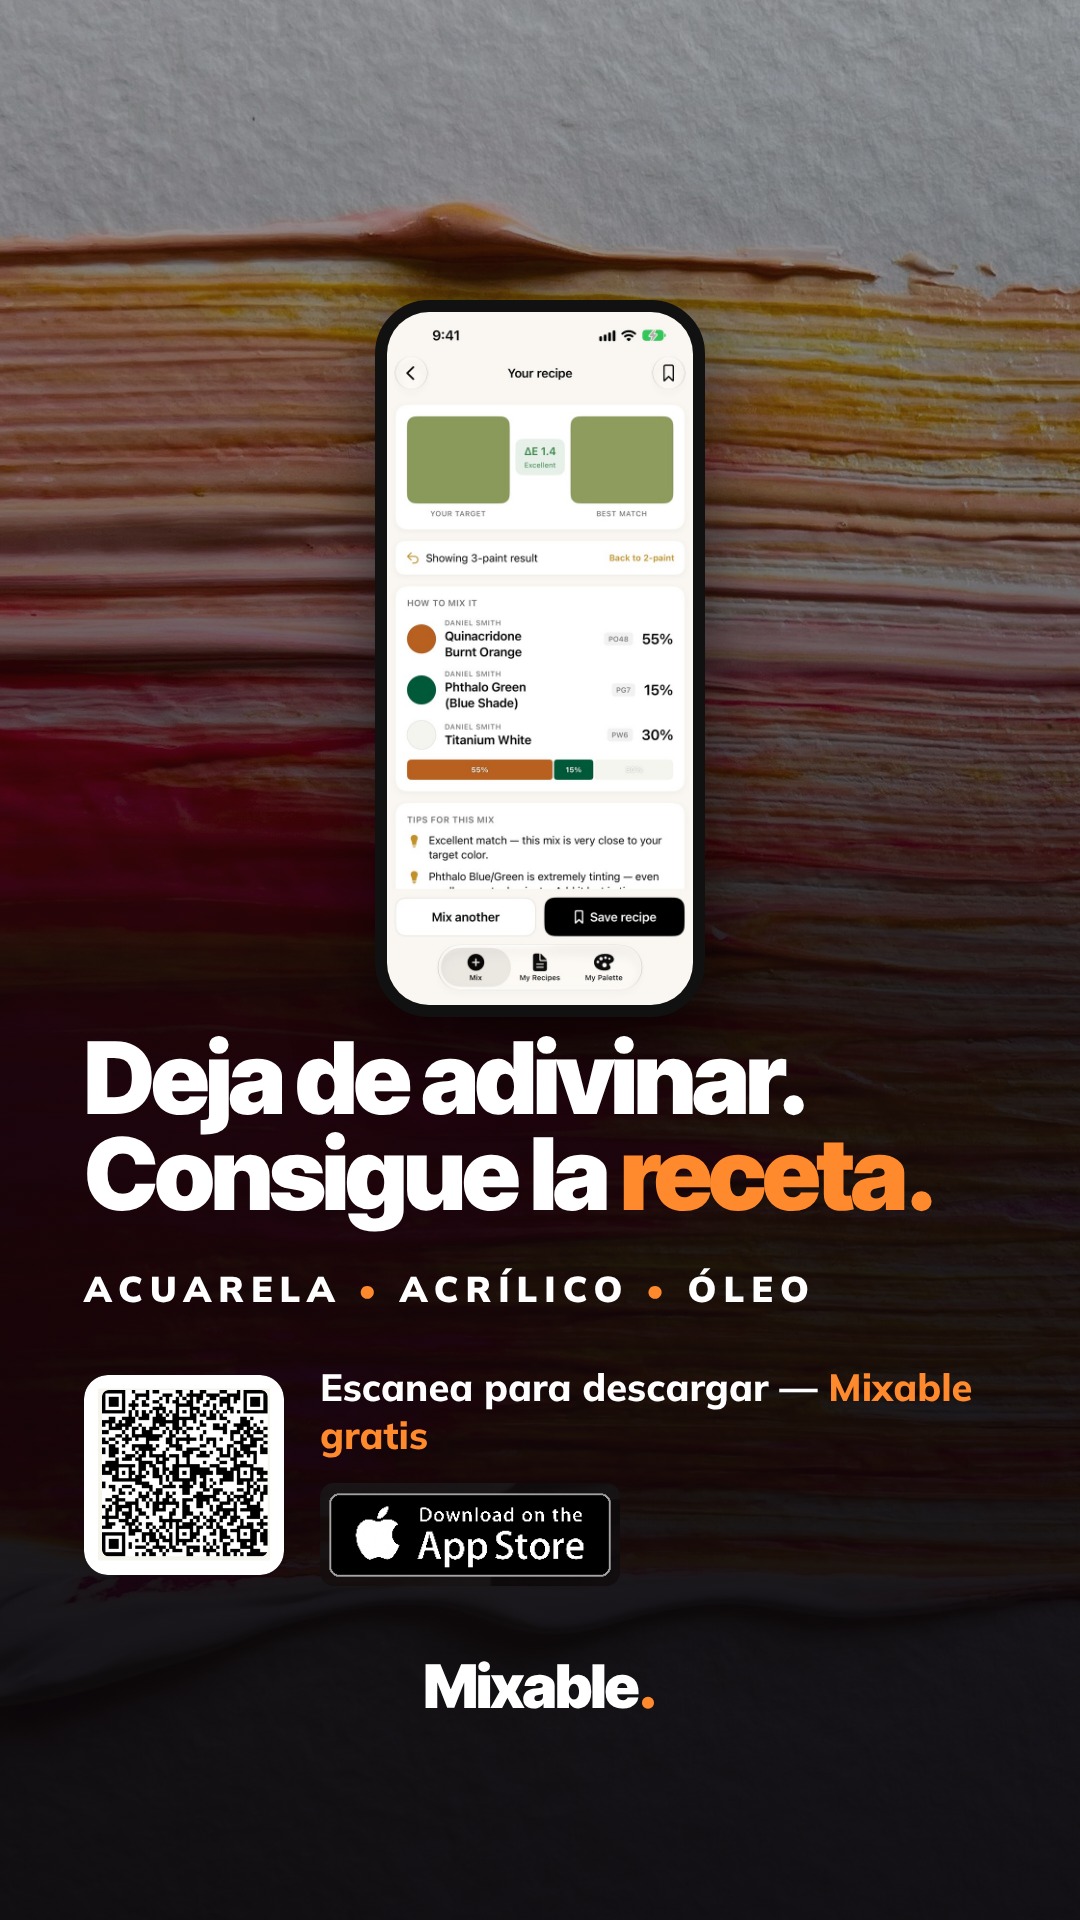 9:41
Your recipe
ΔE 1.4
Excellent
YOUR TARGET
BEST MATCH
Showing 3-paint result
Back to 2-paint
HOW TO MIX IT
DANIEL SMITH
Quinacridone
Burnt Orange
PO48
55%
DANIEL SMITH
Phthalo Green
(Blue Shade)
PG7
15%
DANIEL SMITH
Titanium White
PW6
30%
55%
15%
30%
TIPS FOR THIS MIX
Excellent match — this mix is very close to your
target color.
Phthalo Blue/Green is extremely tinting — even
Mix another
Save recipe
Mix
My Recipes
My Palette
Deja de adivinar.
Consigue la receta.
ACUARELA • ACRÍLICO • ÓLEO
Escanea para descargar — Mixable
gratis
Download on the
App Store
Mixable.